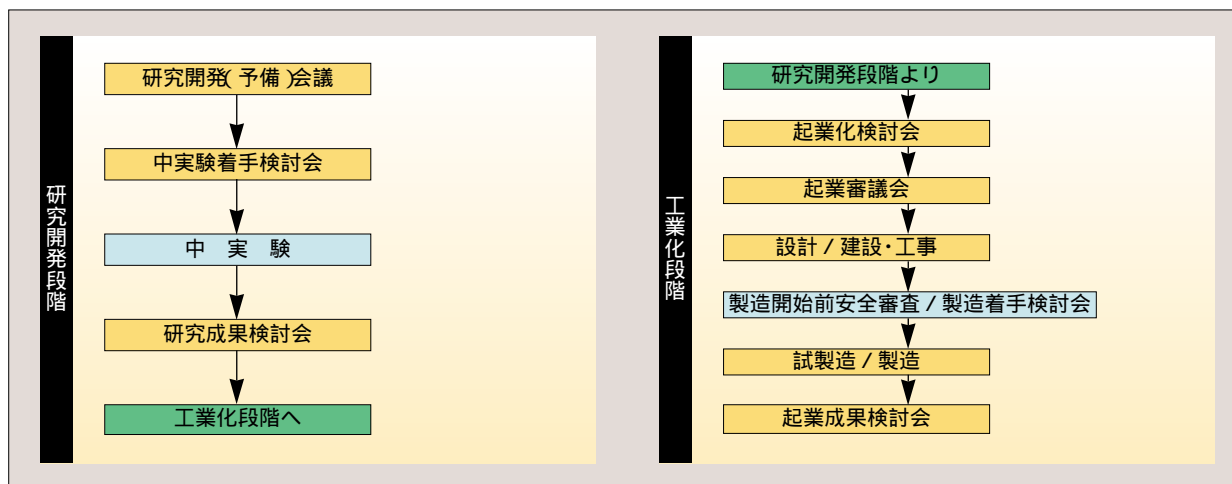 研究開発段階
研究開発(予備)会議
中実験着手検討会
中 実 験
研究成果検討会
工業化段階へ
工業化段階
研究開発段階より
起業化検討会
起業審議会
設計/建設・工事
製造開始前安全審査/製造着手検討会
試製造/製造
起業成果検討会